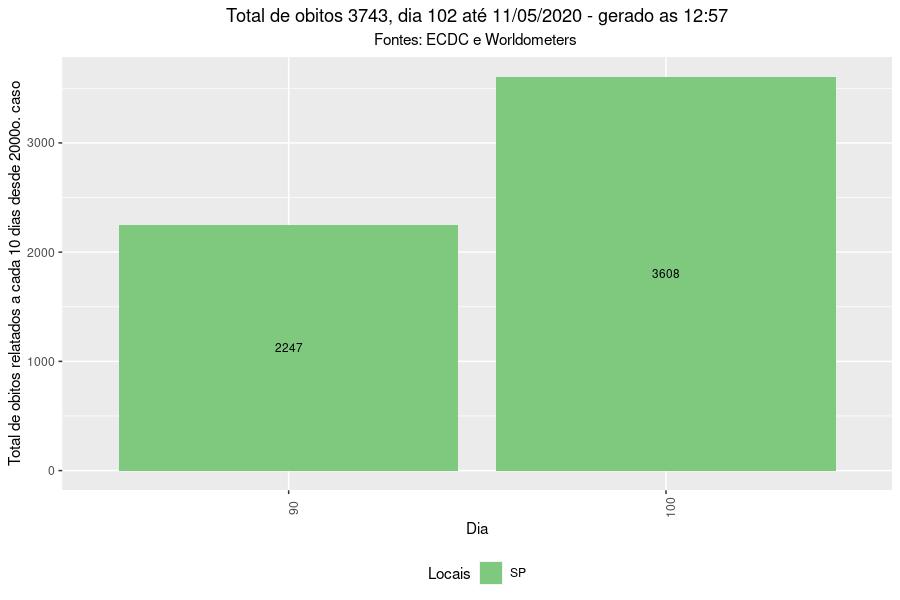 Total de obitos 3743, dia 102 até 11/05/2020 - gerado as 12:57
Fontes: ECDC e Worldometers
Total de obitos relatados a cada 10 dias desde 2000o. caso
3000
2000
1000
0
2247
3608
90
100
Dia
Locais SP